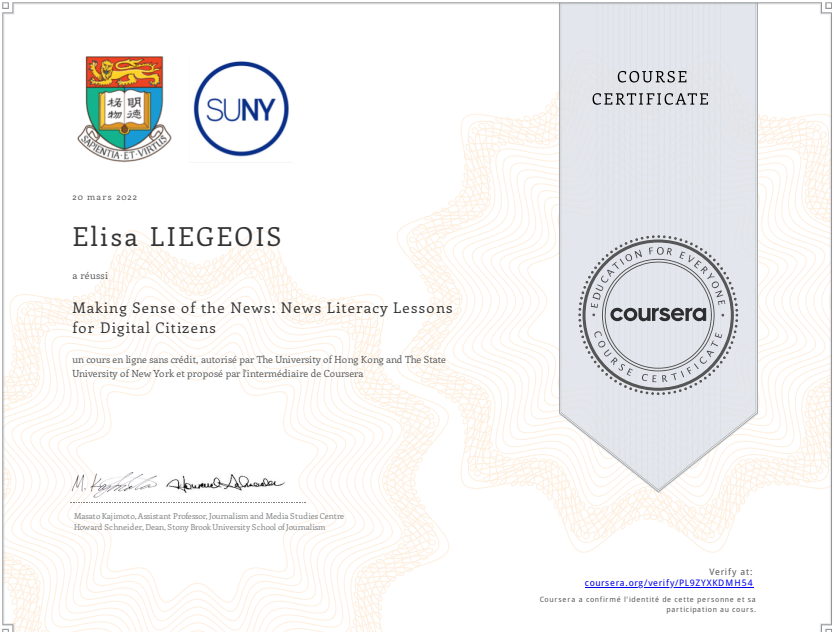 格 明
物 德
SAPIENTIA·ET·VIRTUS
SUNY
COURSE
CERTIFICATE
20 mars 2022
Elisa LIEGEOIS
a réussi
Making Sense of the News: News Literacy Lessons
for Digital Citizens
un cours en ligne sans crédit, autorisé par The University of Hong Kong and The State
University of New York et proposé par l'intermédiaire de Coursera
EDUCATION FOR EVERYONE
coursera
COURSE CERTIFICATE
Masato Kajimoto, Assistant Professor, Journalism and Media Studies Centre
Howard Schneider, Dean, Stony Brook University School of Journalism
Verify at:
coursera.org/verify/PL9ZYXKDMH54
Coursera a confirmé l'identité de cette personne et sa
participation au cours.